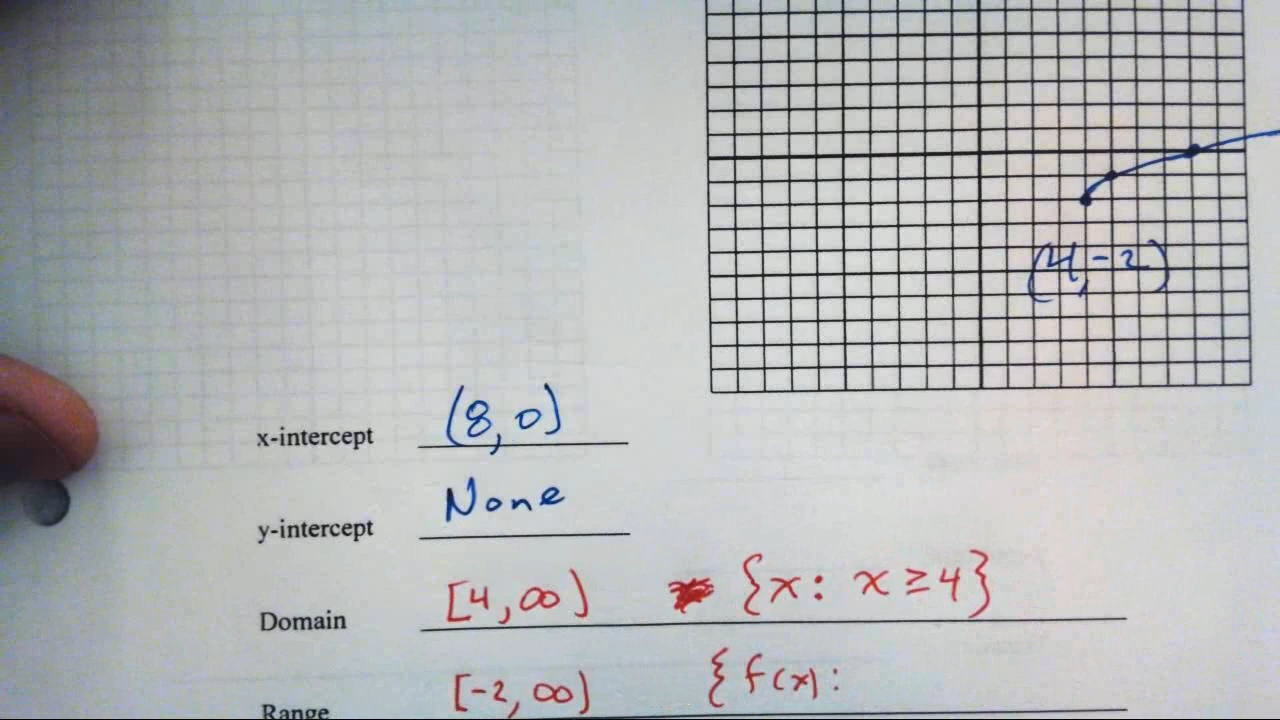 (4,-2)
x-intercept (8,0)
y-intercept None
Domain [4,∞) {x: x≥4}
Range [-2,∞) {f(x):